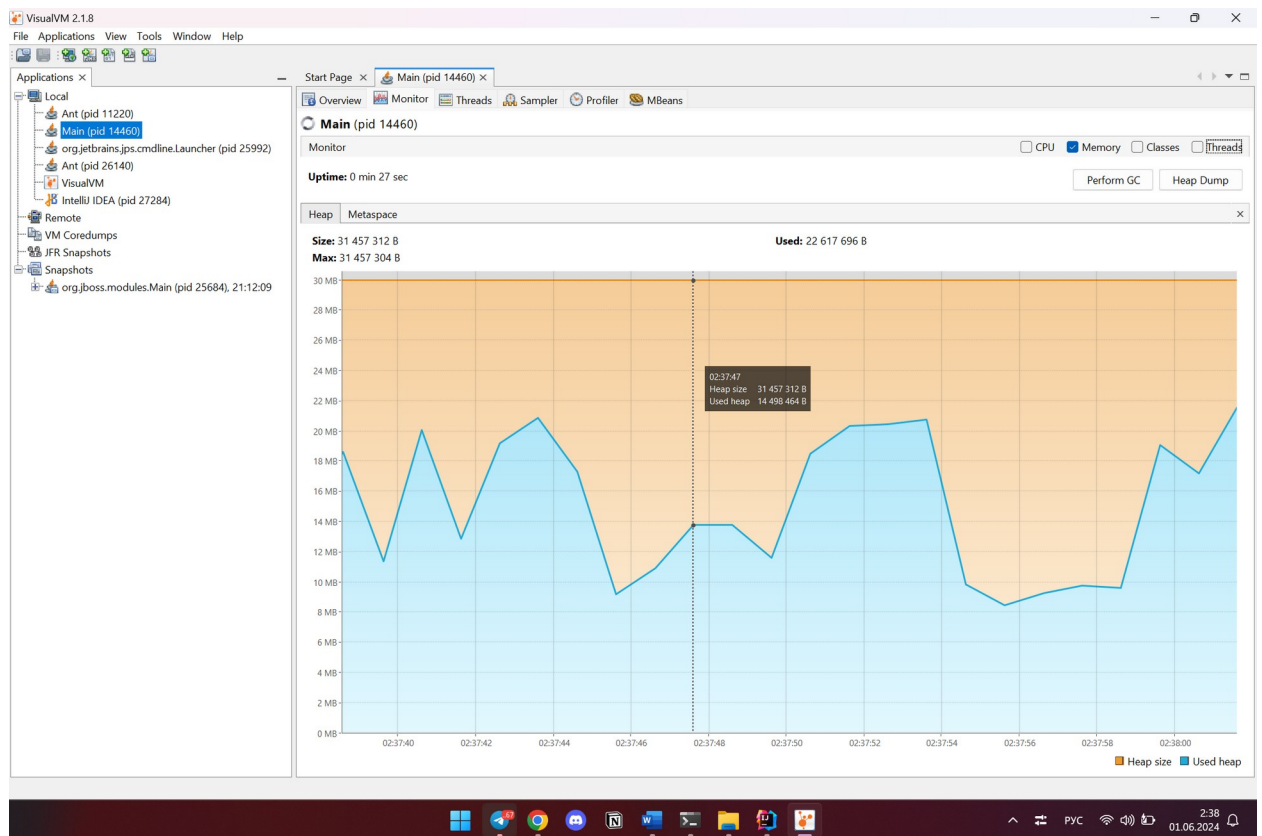 VisualVM 2.1.8
File Applications View Tools Window Help
Applications
Local
Ant (pid 11220)
Main (pid 14460)
org.jetbrains.jps.cmdline.Launcher (pid 25992)
Ant (pid 26140)
VisualVM
IntelliJ IDEA (pid 27284)
Remote
VM Coredumps
JFR Snapshots
Snapshots
org.jboss.modules.Main (pid 25684), 21:12:09
Start Page Main (pid 14460)
Overview Monitor Threads Sampler Profiler MBeans
Main (pid 14460)
Monitor CPU Memory Classes Threads
Uptime: 0 min 27 sec Perform GC Heap Dump
Heap Metaspace
Size: 31 457 312 B Used: 22 617 696 B
Max: 31 457 304 B
30 MB
28 MB
26 MB
24 MB
22 MB
20 MB
18 MB
16 MB
14 MB
12 MB
10 MB
8 MB
6 MB
4 MB
2 MB
0 MB
02:37:47
Heap size 31 457 312 B
Used heap 14 498 464 B
02:37:40 02:37:42 02:37:44 02:37:46 02:37:48 02:37:50 02:37:52 02:37:54 02:37:56 02:37:58 02:38:00
Heap size Used heap
РУС 2:38
01.06.2024